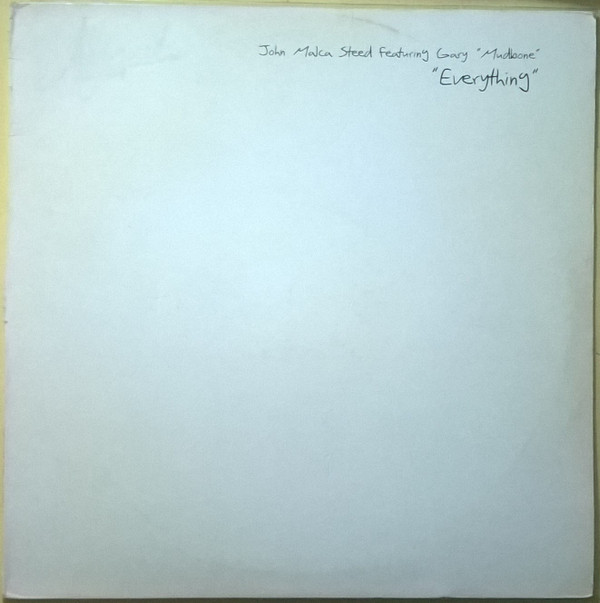 John Malca Steed Featuring Gary "Mudbone"
"Everything"